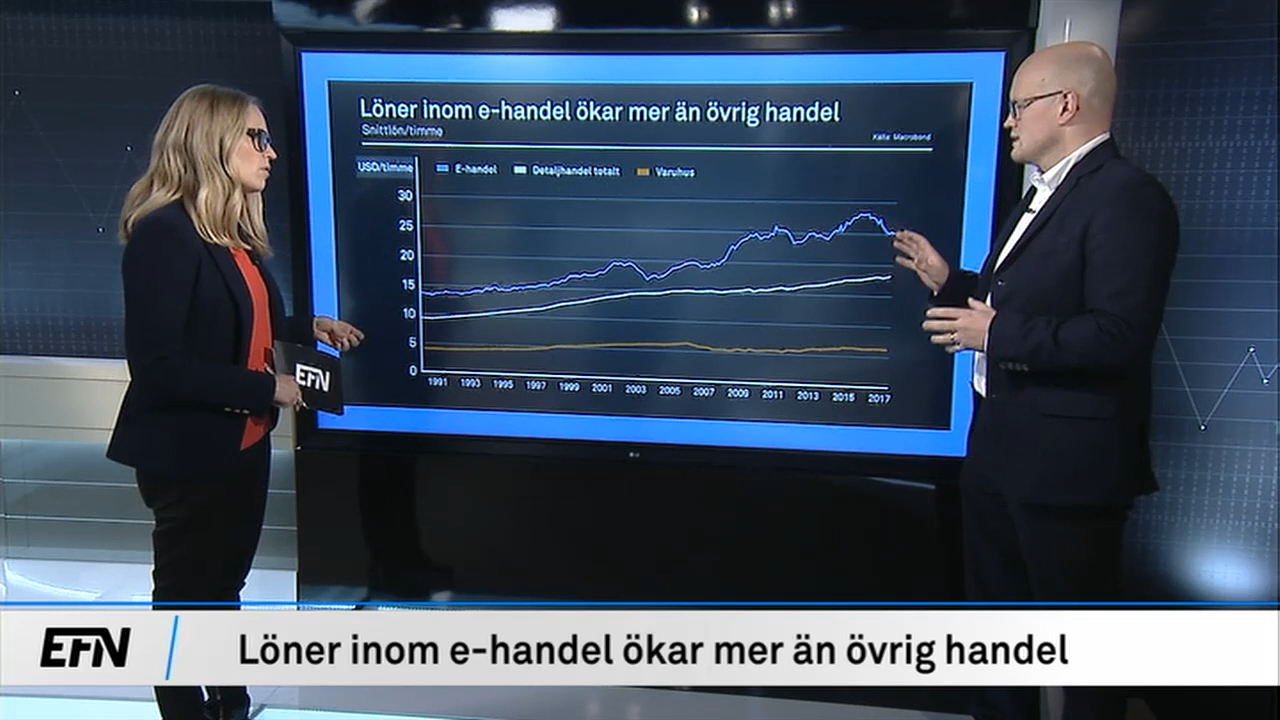 Löner inom e-handel ökar mer än övrig handel
Snittlön/timme
Källa: Macrobond
USD/timme
E-handel
Detaljhandel totalt
Varuhus
30
25
20
15
10
5
0
1991 1993 1995 1997 1999 2001 2003 2005 2007 2009 2011 2013 2015 2017
EFN
LG
EFN
Löner inom e-handel ökar mer än övrig handel